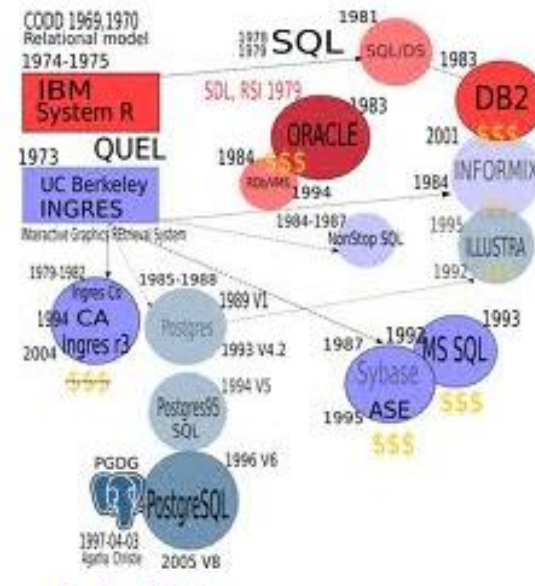 CODD 1969,1970
Relational model
1974-1975
IBM
System R
1978
1979
SQL
1981
SQL/DS
1983
DB2
$$$
SDL, RSI 1979
1983
ORACLE
$$$
1984
Rdb/VMS
1994
2001
INFORMIX
1984
1973
QUEL
UC Berkeley
INGRES
Interactive Graphics REtrieval System
1984-1987
NonStop SQL
1995
ILLUSTRA
1992
1979-1982
Ingres Co
1994 CA
Ingres r3
2004
$$$
1985-1988
1989 V1
Postgres
1993 V4.2
1994 V5
Postgres95
SQL
1996 V6
PGDG
PostgreSQL
1997-04-03
Agatha Christie
2005 V8
1987
1992
1993
MS SQL
$$$
Sybase
ASE
1995
$$$